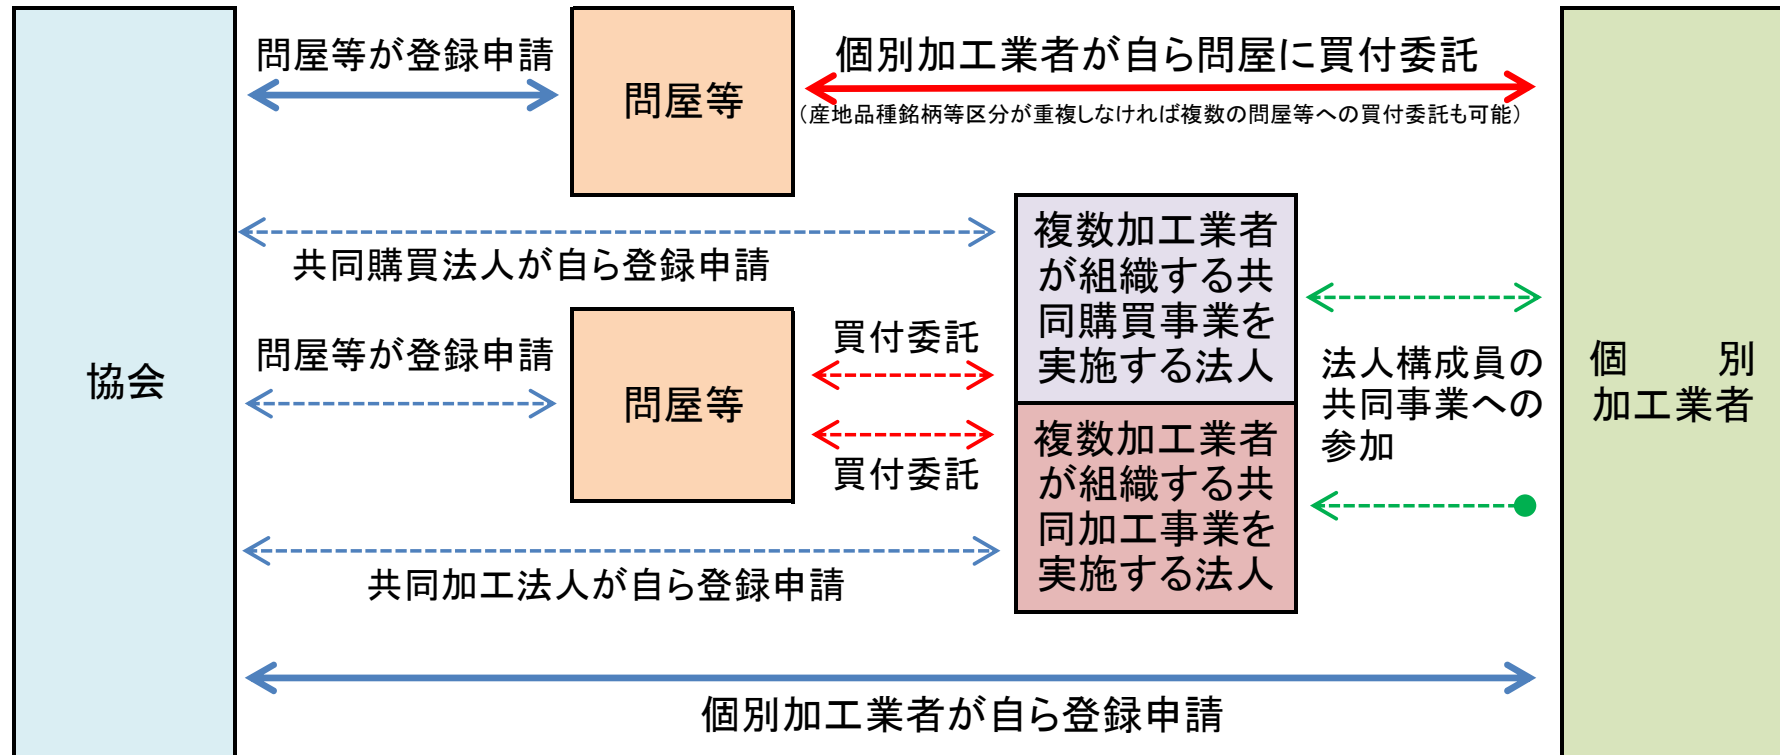 問屋等が登録申請
問屋等
個別加工業者が自ら問屋に買付委託
（産地品種銘柄等区分が重複しなければ複数の問屋等への買付委託も可能）
共同購買法人が自ら登録申請
複数加工業者
が組織する共
同購買事業を
実施する法人
協会
問屋等が登録申請
問屋等
買付委託
買付委託
法人構成員の
共同事業への
参加
個　　別
加工業者
複数加工業者
が組織する共
同加工事業を
実施する法人
共同加工法人が自ら登録申請
個別加工業者が自ら登録申請